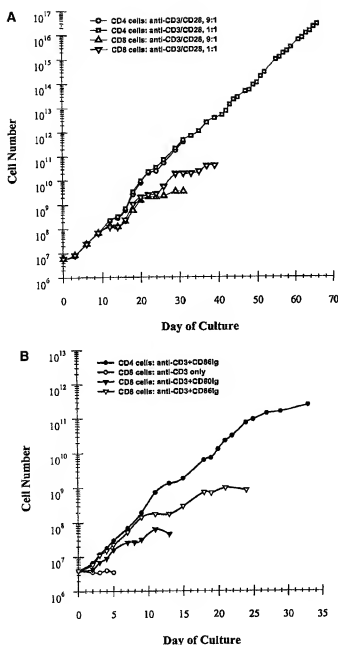 A
CD4 cells: anti-CD3/CD28, 9:1
CD4 cells: anti-CD3/CD28, 1:1
CD8 cells: anti-CD3/CD28, 9:1
CD8 cells: anti-CD3/CD28, 1:1
10^17
10^16
10^15
10^14
10^13
10^12
10^11
10^10
10^9
10^8
10^7
10^6
Cell Number
0 10 20 30 40 50 60 70
Day of Culture
B
CD4 cells: anti-CD3+CD86Ig
CD8 cells: anti-CD3 only
CD8 cells: anti-CD3+CD80Ig
CD8 cells: anti-CD3+CD86Ig
10^13
10^12
10^11
10^10
10^9
10^8
10^7
10^6
Cell Number
0 5 10 15 20 25 30 35
Day of Culture